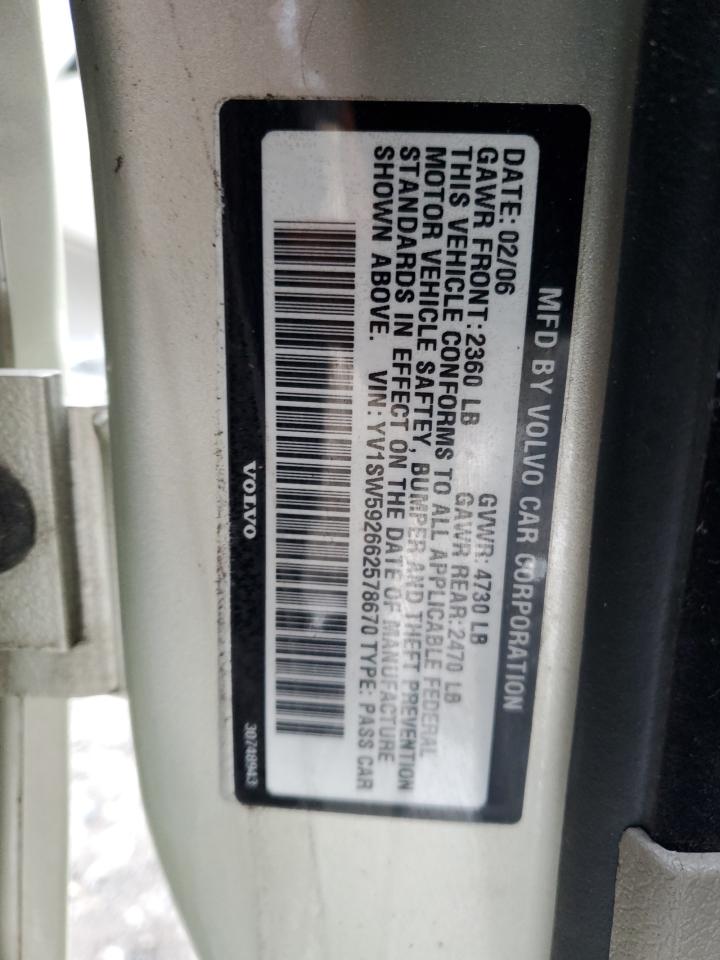 MFD BY VOLVO CAR CORPORATION
DATE: 02/06 GVWR: 4730 LB
GAWR FRONT: 2360 LB GAWR REAR: 2470 LB
THIS VEHICLE CONFORMS TO ALL APPLICABLE FEDERAL
MOTOR VEHICLE SAFTEY, BUMPER AND THEFT PREVENTION
STANDARDS IN EFFECT ON THE DATE OF MANUFACTURE
SHOWN ABOVE. VIN: YV1SW592662578670 TYPE: PASS CAR
VOLVO 30748943